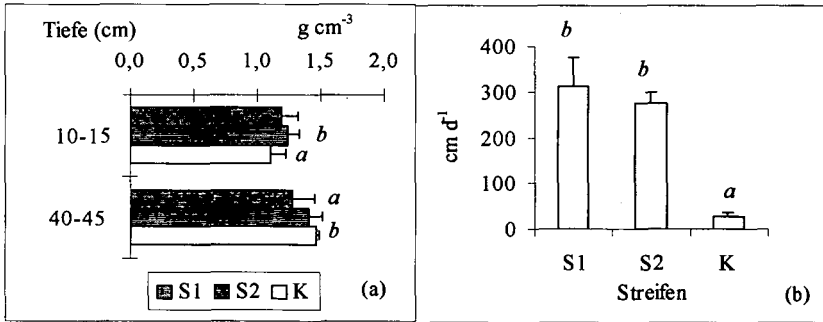 Tiefe (cm) g cm-3
0,0 0,5 1,0 1,5 2,0
10-15
b
a
40-45
a
b
S1 S2 K
(a)
b
b
a
400
300
200
100
0
cm d-1
S1 S2 K
Streifen
(b)